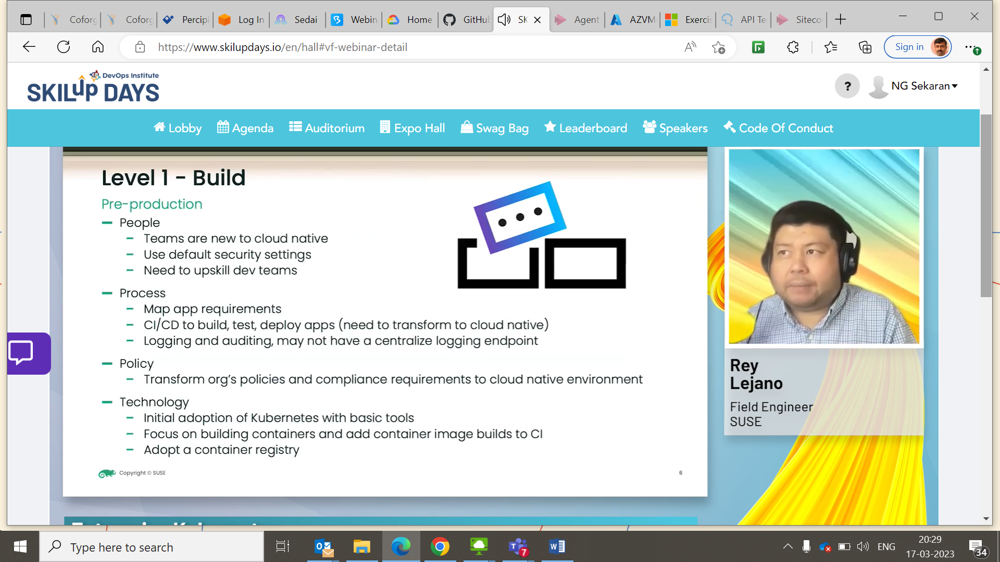 Coforg
Coforg
Percipi
Log In
Sedai
Webin
Home
GitHub
SK
Agent
AZVM
Exercis
API Te
Siteco
https://www.skilupdays.io/en/hall#vf-webinar-detail
Sign in
DevOps Institute
SKILup DAYS
?
NG Sekaran
Lobby
Agenda
Auditorium
Expo Hall
Swag Bag
Leaderboard
Speakers
Code Of Conduct
Level 1 - Build
Pre-production
People
Teams are new to cloud native
Use default security settings
Need to upskill dev teams
Process
Map app requirements
CI/CD to build, test, deploy apps (need to transform to cloud native)
Logging and auditing, may not have a centralize logging endpoint
Policy
Transform org's policies and compliance requirements to cloud native environment
Technology
Initial adoption of Kubernetes with basic tools
Focus on building containers and add container image builds to CI
Adopt a container registry
Copyright © SUSE
6
Rey
Lejano
Field Engineer
SUSE
Type here to search
7
ENG
20:29
17-03-2023
34